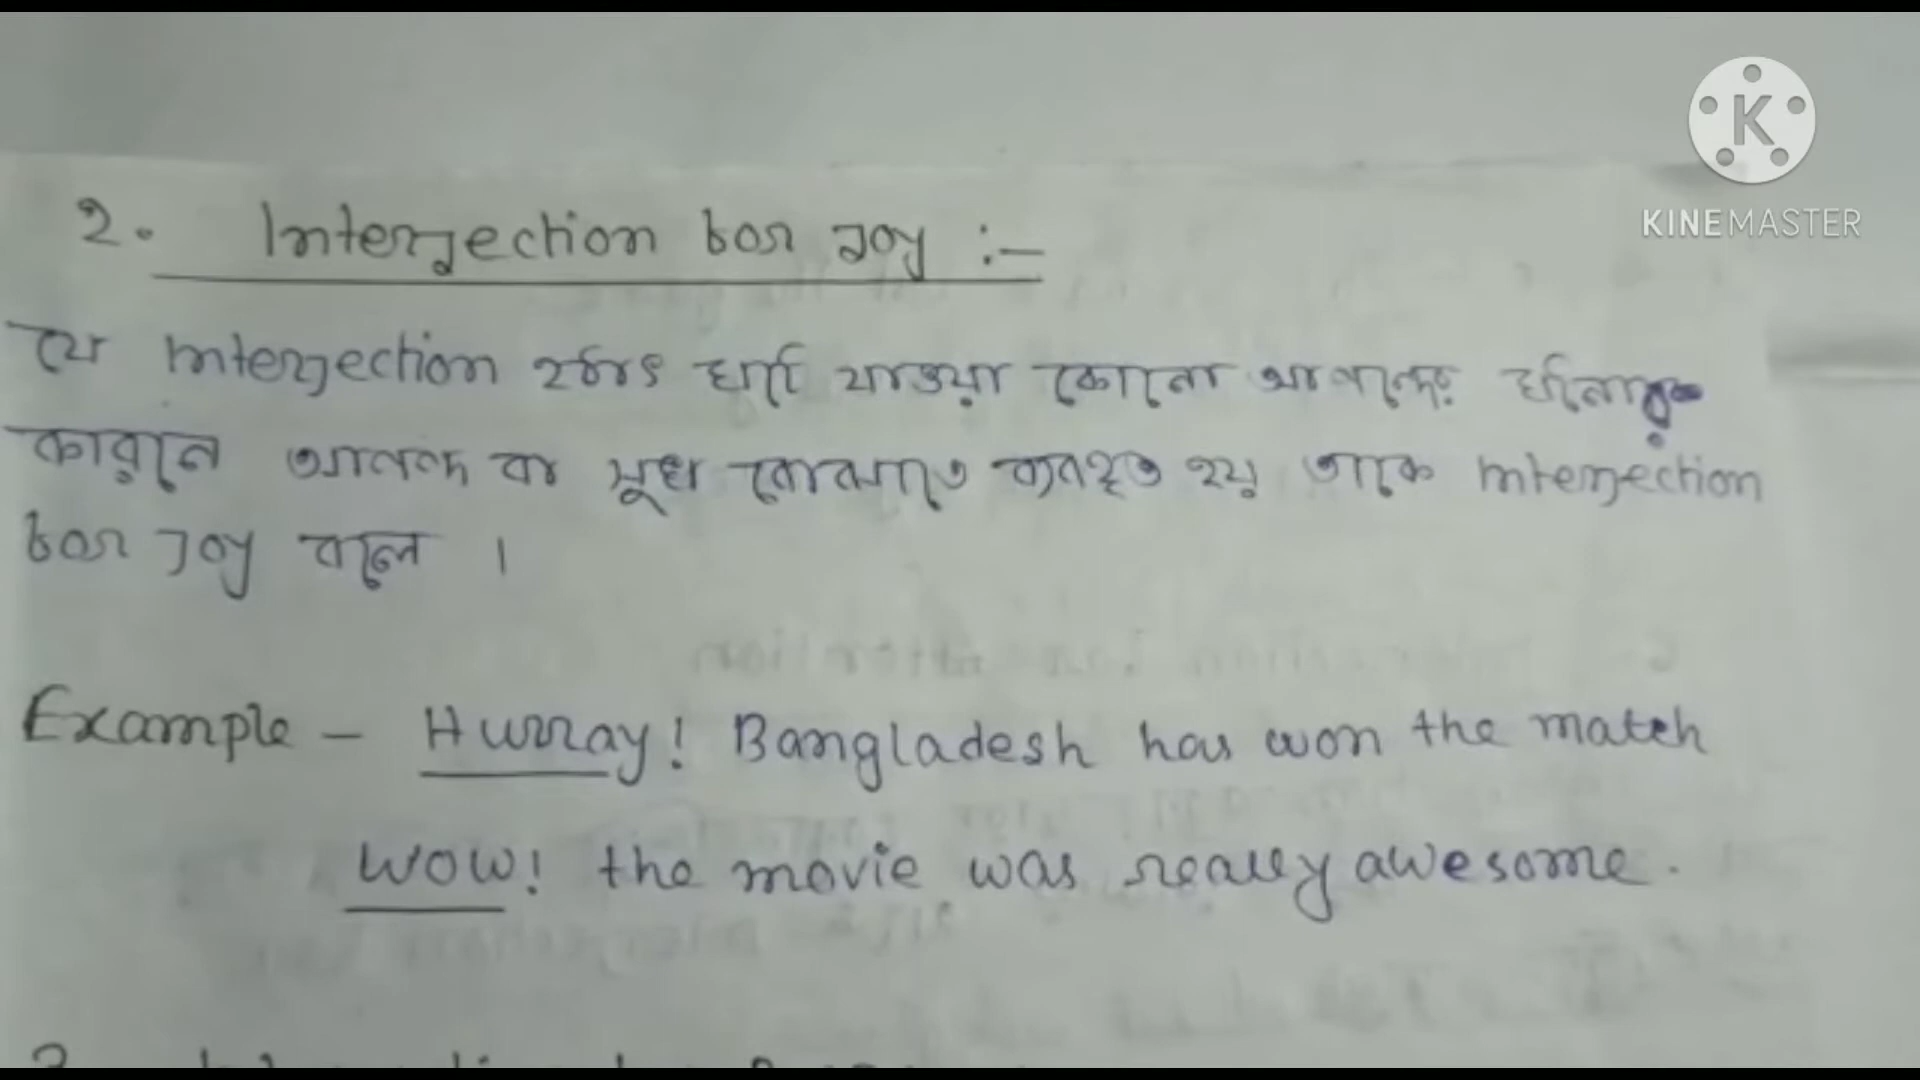 K
KINEMASTER
2. Interjection for Joy :-
যে Interjection হঠাৎ ঘটে যাওয়া কোনো আনন্দের ঘটনার
কারনে আনন্দ বা সুখ বোঝাতে ব্যবহৃত হয় তাকে Interjection
for Joy বলে ।
Example - Hurray! Bangladesh has won the match
WOW! the movie was really awesome.